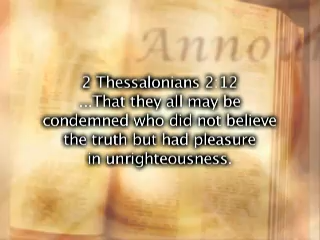 Annou
2 Thessalonians 2:12
...That they all may be
condemned who did not believe
the truth but had pleasure
in unrighteousness.